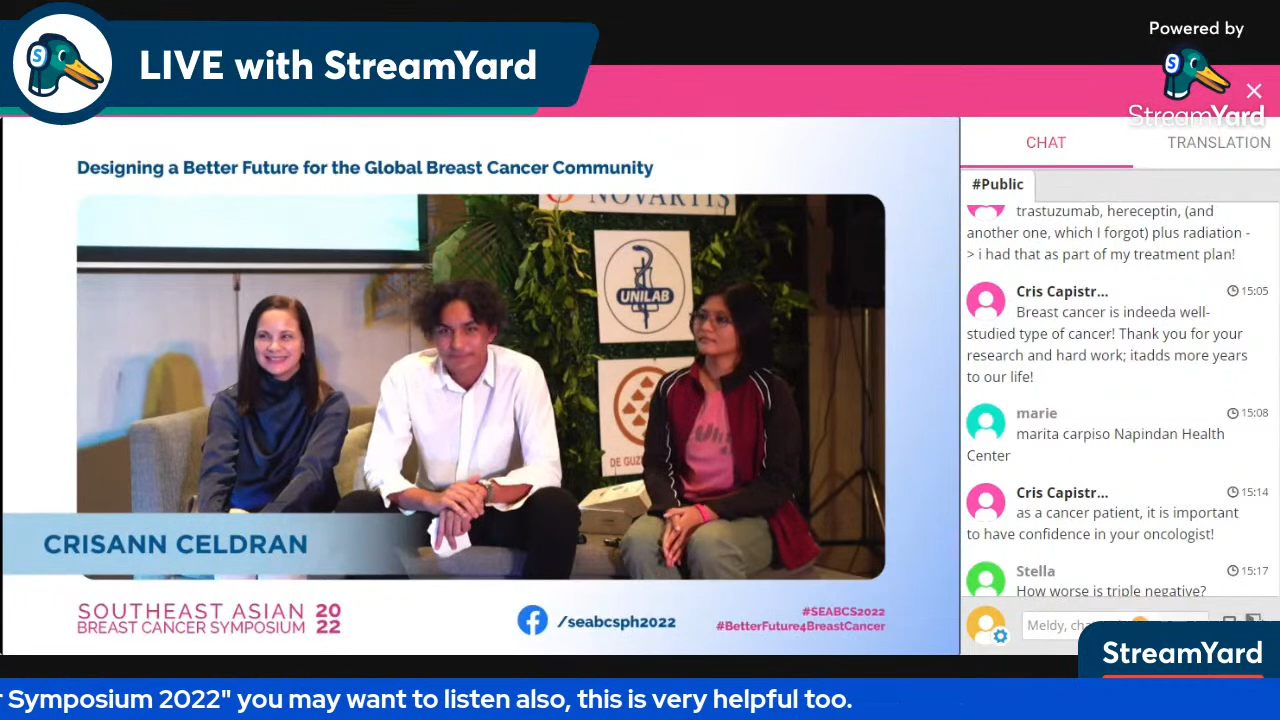 LIVE with StreamYard
Powered by
StreamYard
CHAT
TRANSLATION
#Public
Designing a Better Future for the Global Breast Cancer Community
NOVARTIS
UNILAB
CRISANN CELDRAN
SOUTHEAST ASIAN
BREAST CANCER SYMPOSIUM
20
22
/seabcsph2022
#SEABCS2022
#BetterFuture4BreastCancer
trastuzumab, hereceptin, (and
another one, which I forgot) plus radiation -
> i had that as part of my treatment plan!
Cris Capistr... 15:05
Breast cancer is indeeda well-
studied type of cancer! Thank you for your
research and hard work; itadds more years
to our life!
marie 15:08
marita carpiso Napindan Health
Center
Cris Capistr... 15:14
as a cancer patient, it is important
to have confidence in your oncologist!
Stella 15:17
How worse is triple negative?
Meldy,
StreamYard
Symposium 2022" you may want to listen also, this is very helpful too.